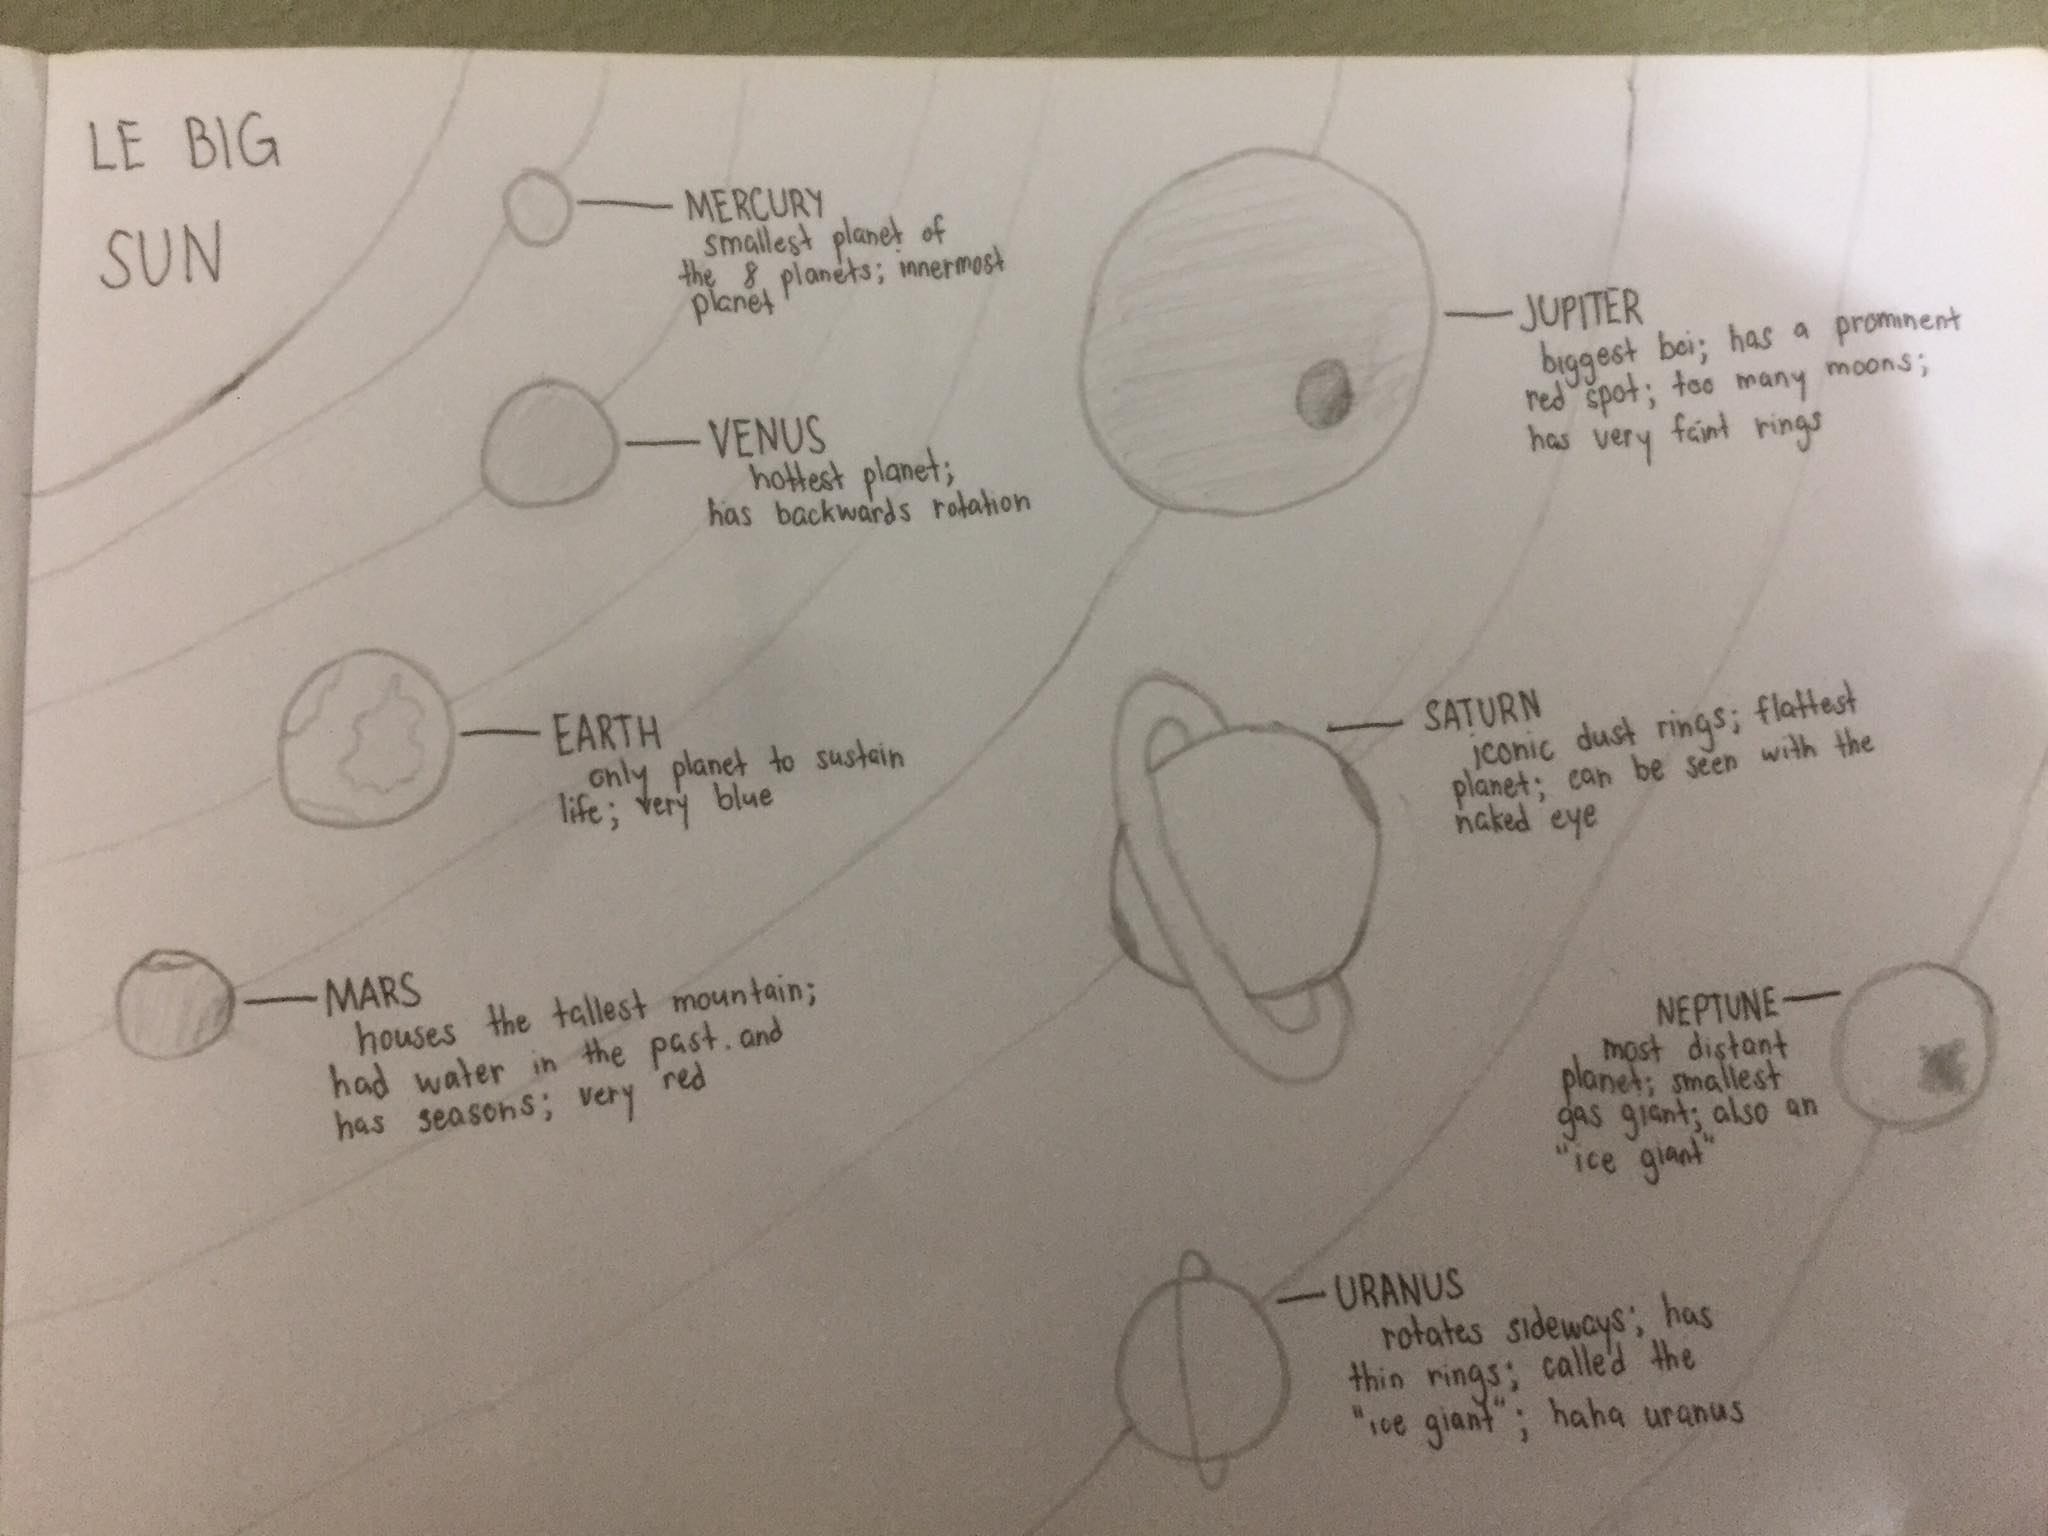 LE BIG
SUN
MERCURY
smallest planet of
the 8 planets; innermost
planet
VENUS
hottest planet;
has backwards rotation
EARTH
only planet to sustain
life; very blue
MARS
houses the tallest mountain;
had water in the past. and
has seasons; very red
JUPITER
biggest boi; has a prominent
red spot; too many moons;
has very faint rings
SATURN
iconic dust rings; flattest
planet; can be seen with the
naked eye
NEPTUNE
most distant
planet; smallest
gas giant; also an
"ice giant"
URANUS
rotates sideways; has
thin rings; called the
"ice giant"; haha uranus